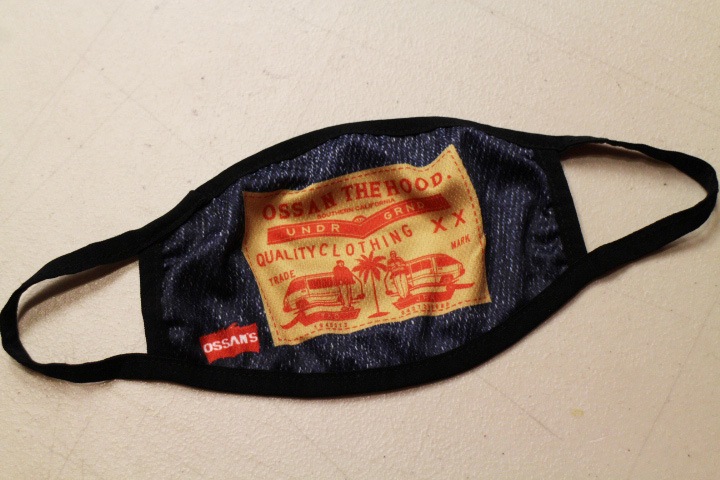 OSSAN THE HOOD.
SOUTHERN CALIFORNIA
UNDR GRND
QUALITY CLOTHING XX
TRADE MARK
OSSAN'S